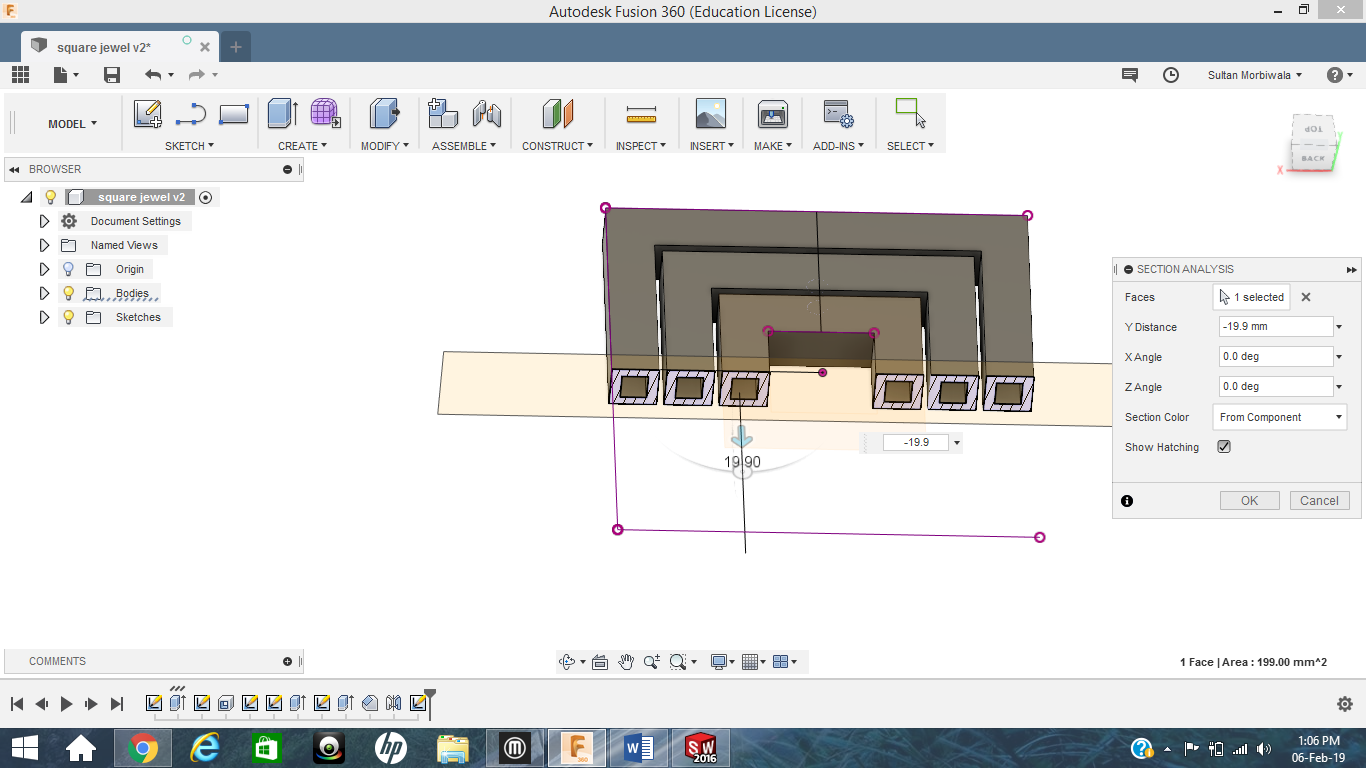 Autodesk Fusion 360 (Education License)
square jewel v2*
Sultan Morbiwala
MODEL
SKETCH
CREATE
MODIFY
ASSEMBLE
CONSTRUCT
INSPECT
INSERT
MAKE
ADD-INS
SELECT
TOP
BACK
X
Y
BROWSER
square jewel v2
Document Settings
Named Views
Origin
Bodies
Sketches
SECTION ANALYSIS
Faces 1 selected
Y Distance -19.9 mm
X Angle 0.0 deg
Z Angle 0.0 deg
Section Color From Component
Show Hatching
OK Cancel
-19.9
19.90
COMMENTS
1 Face | Area : 199.00 mm^2
hp
F 360
W
SW 2016
1:06 PM
06-Feb-19